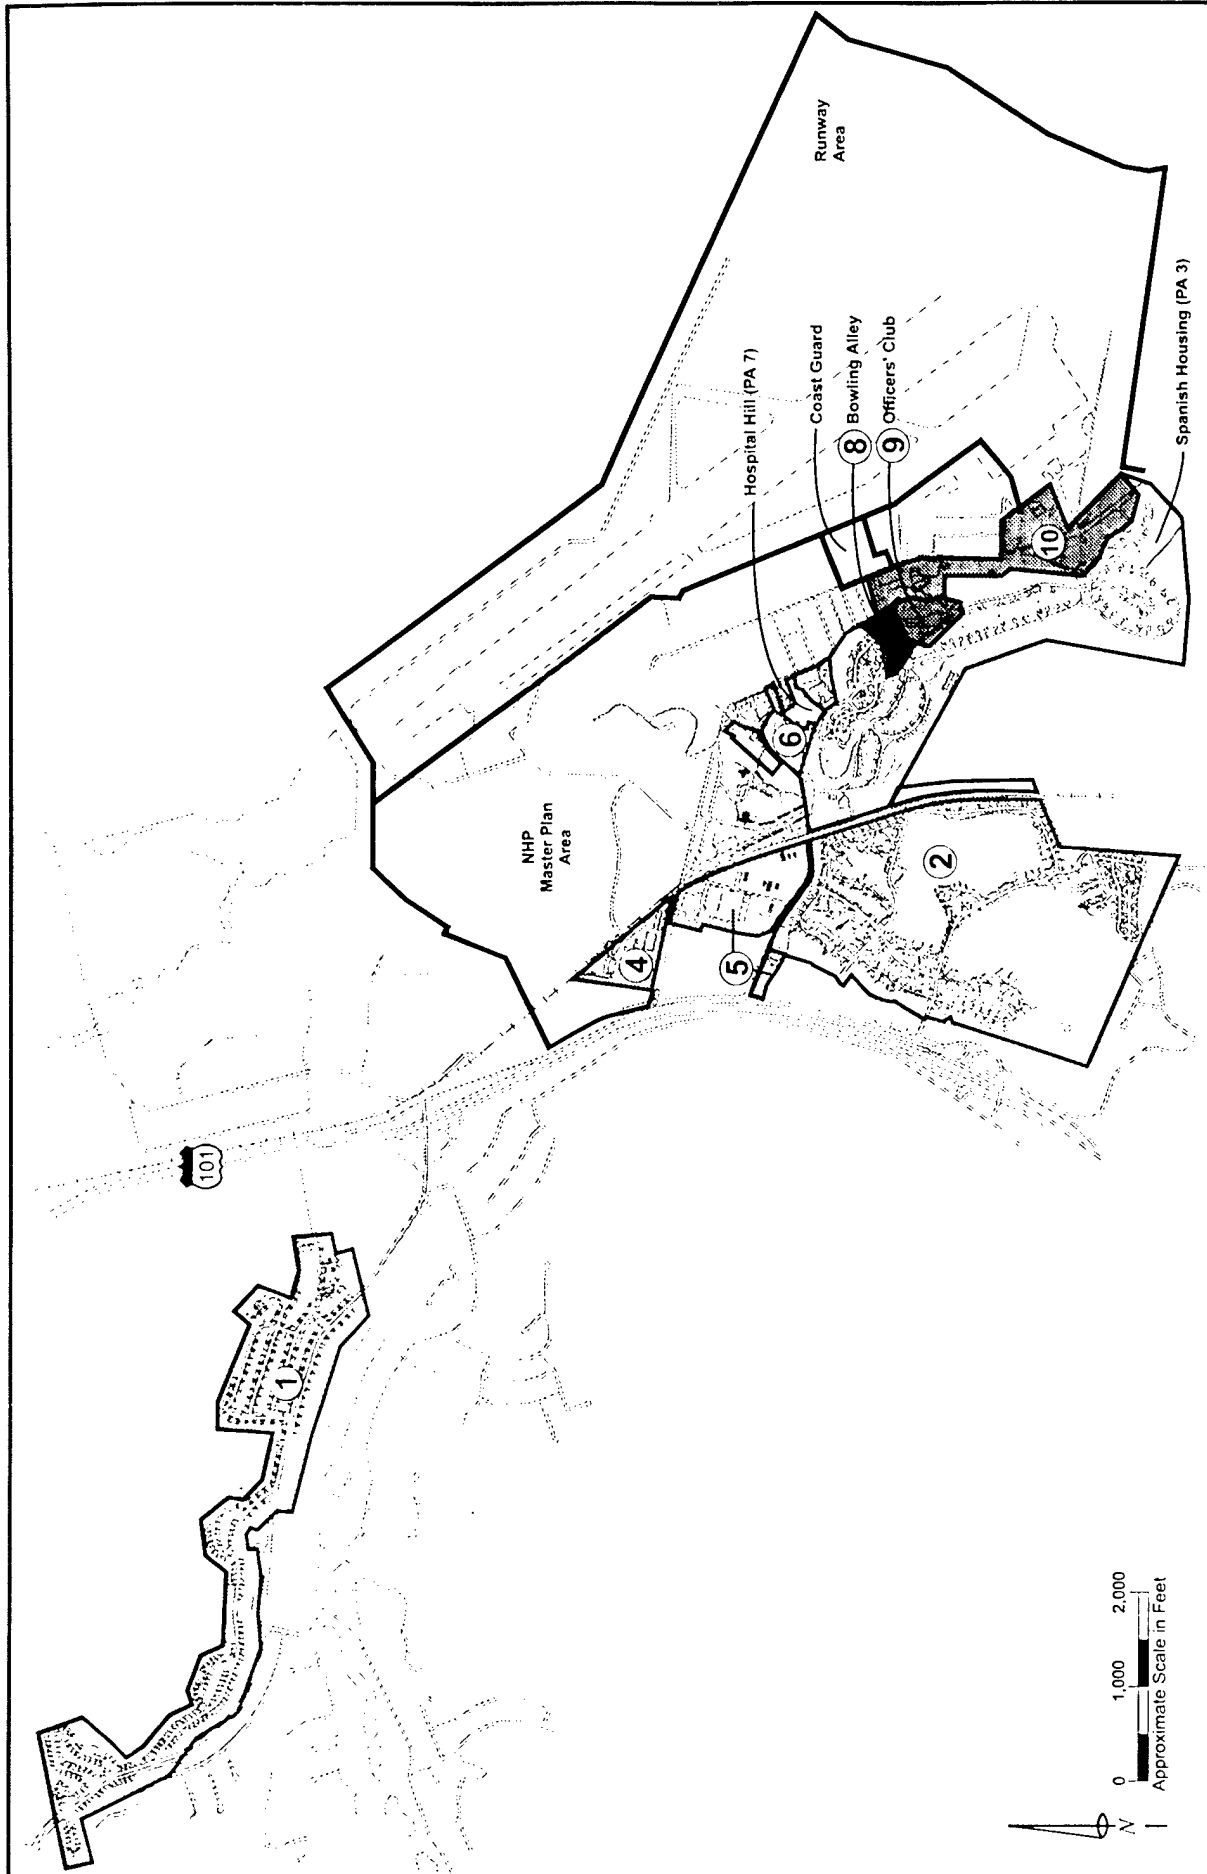 Runway
Area
NHP
Master Plan
Area
Hospital Hill (PA 7)
Coast Guard
8
Bowling Alley
9
Officers' Club
Spanish Housing (PA 3)
101
1
2
4
5
6
10
0
1,000
2,000
Approximate Scale in Feet
N